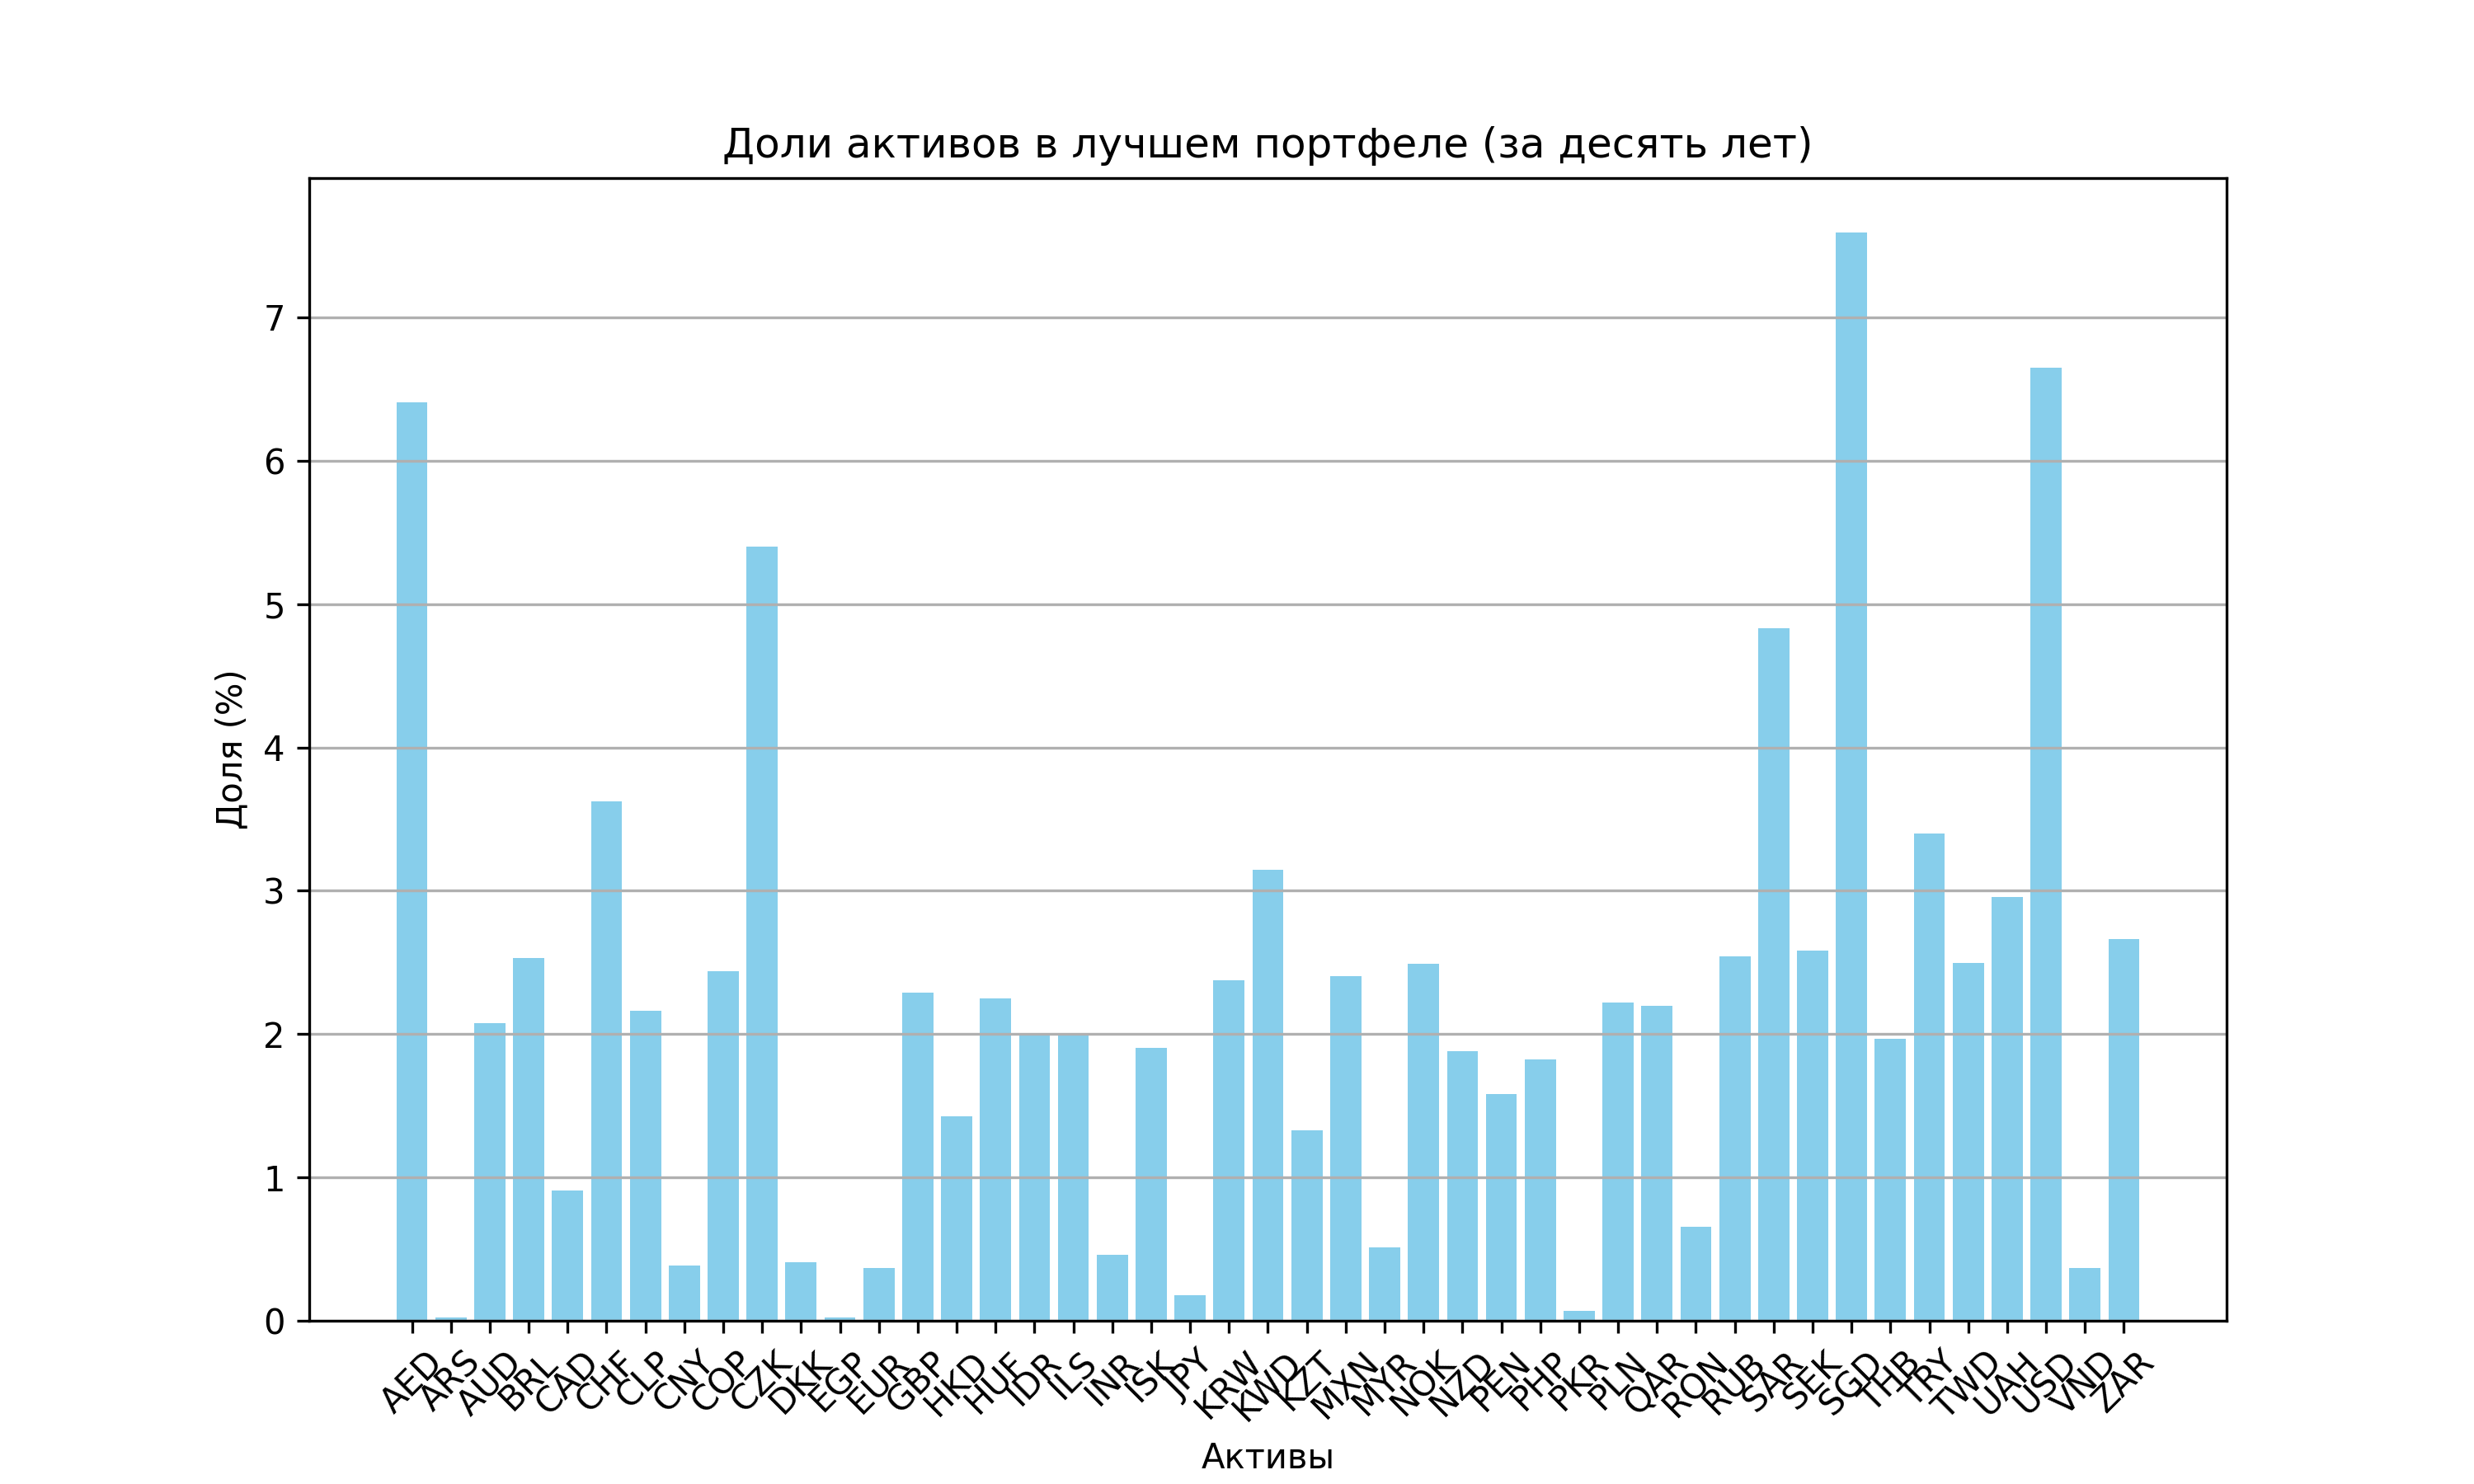 Доли активов в лучшем портфеле (за десять лет)
Доля (%)
7
6
5
4
3
2
1
0
AED ARS AUD BRL CAD CHF CLP CNY COP CZK DKK EGP EUR GBP HKD HUF IDR ILS INR ISK JPY KRW KWD KZT MXN MYR NOK NZD PEN PHP PKR PLN QAR RON RUB SAR SEK SGD THB TRY TWD UAH USD VND ZAR
Активы